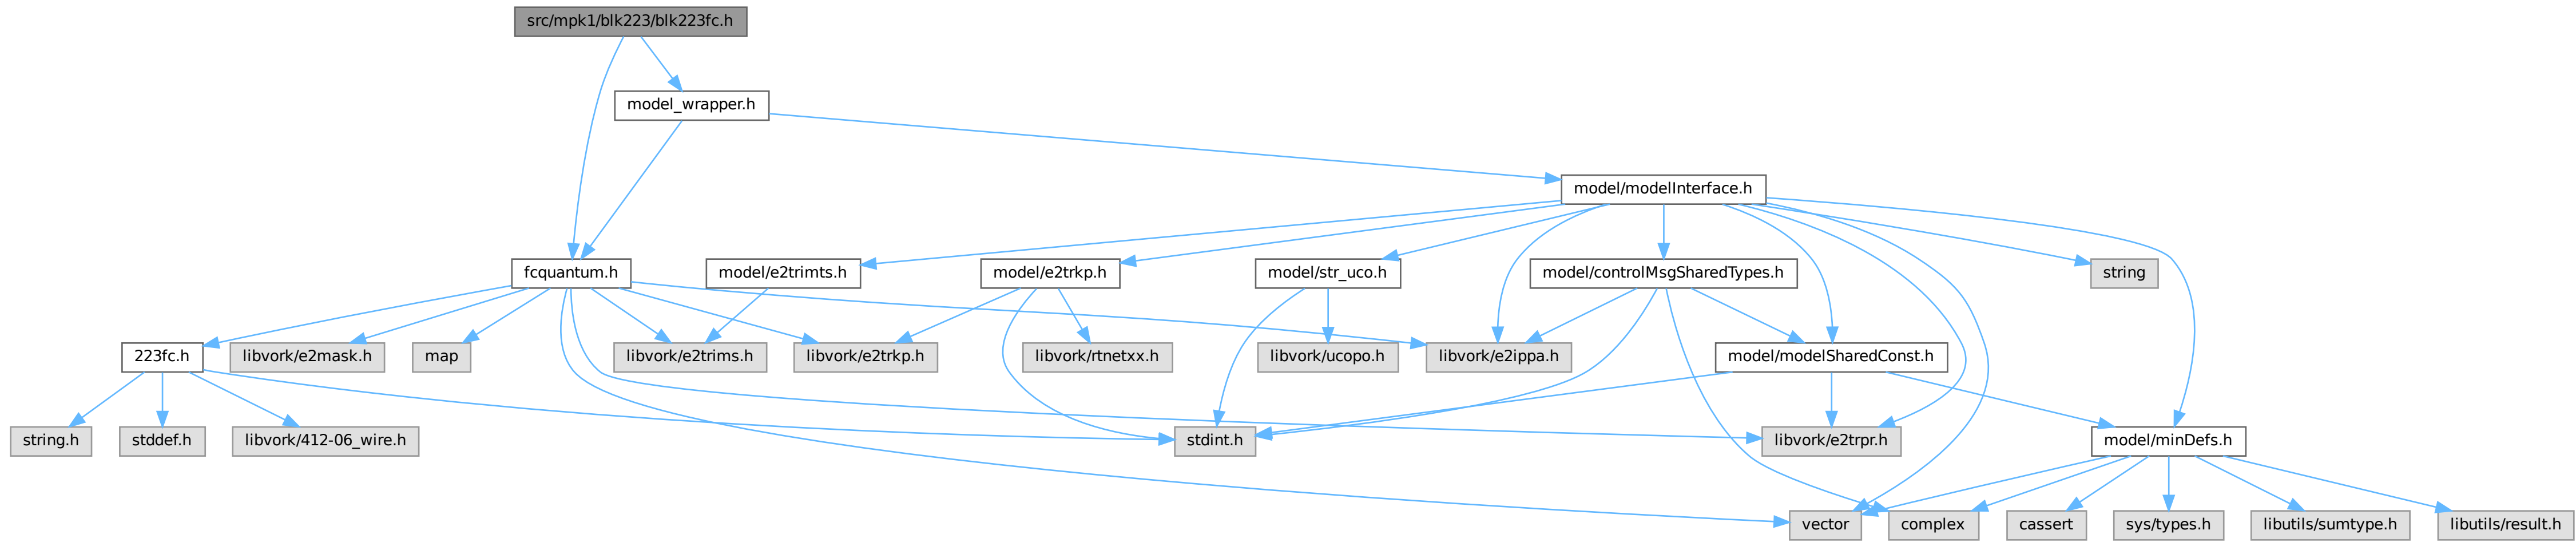 src/mpk1/blk223/blk223fc.h
model_wrapper.h
model/modelInterface.h
fcquantum.h
model/e2trimts.h
model/e2trkp.h
model/str_uco.h
model/controlMsgSharedTypes.h
string
223fc.h
libvork/e2mask.h
map
libvork/e2trims.h
libvork/e2trkp.h
libvork/rtnetxx.h
libvork/ucopo.h
libvork/e2ippa.h
model/modelSharedConst.h
string.h
stddef.h
libvork/412-06_wire.h
stdint.h
libvork/e2trpr.h
model/minDefs.h
vector
complex
cassert
sys/types.h
libutils/sumtype.h
libutils/result.h